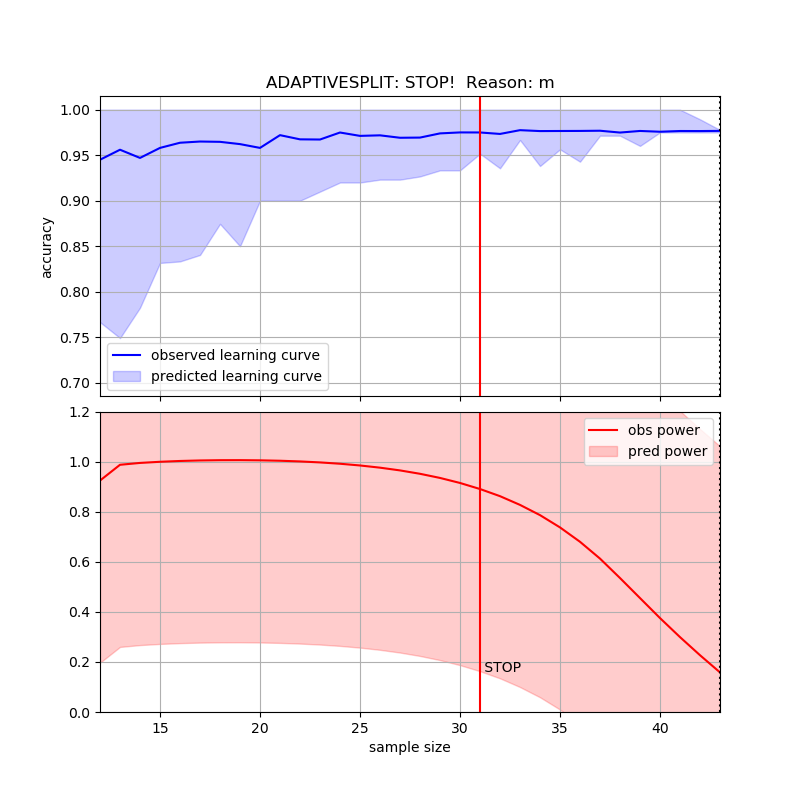 ADAPTIVESPLIT: STOP!  Reason: m
1.00
0.95
0.90
0.85
0.80
0.75
0.70
accuracy
observed learning curve
predicted learning curve
1.2
1.0
0.8
0.6
0.4
0.2
0.0
obs power
pred power
STOP
15 20 25 30 35 40
sample size